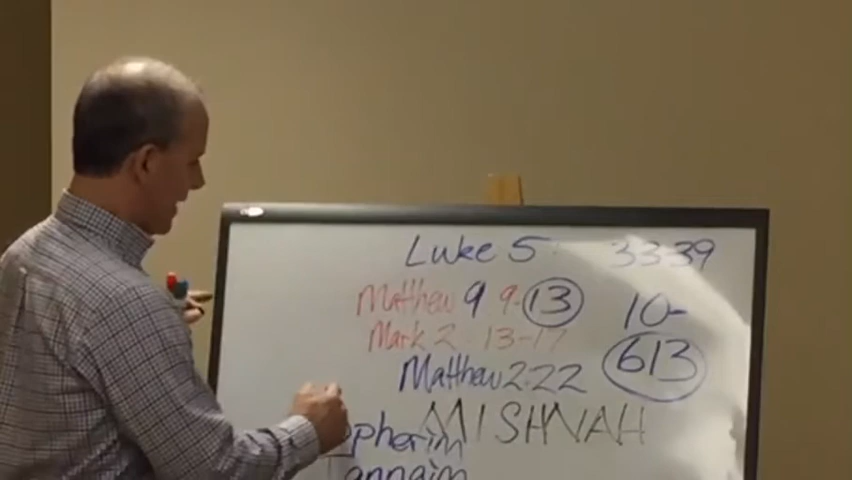 Luke 5: 33-39
Matthew 9 9-13 10-
Mark 2 - 13-17 613
Matthew 2-22
MISHNAH
pherim
Tannaim